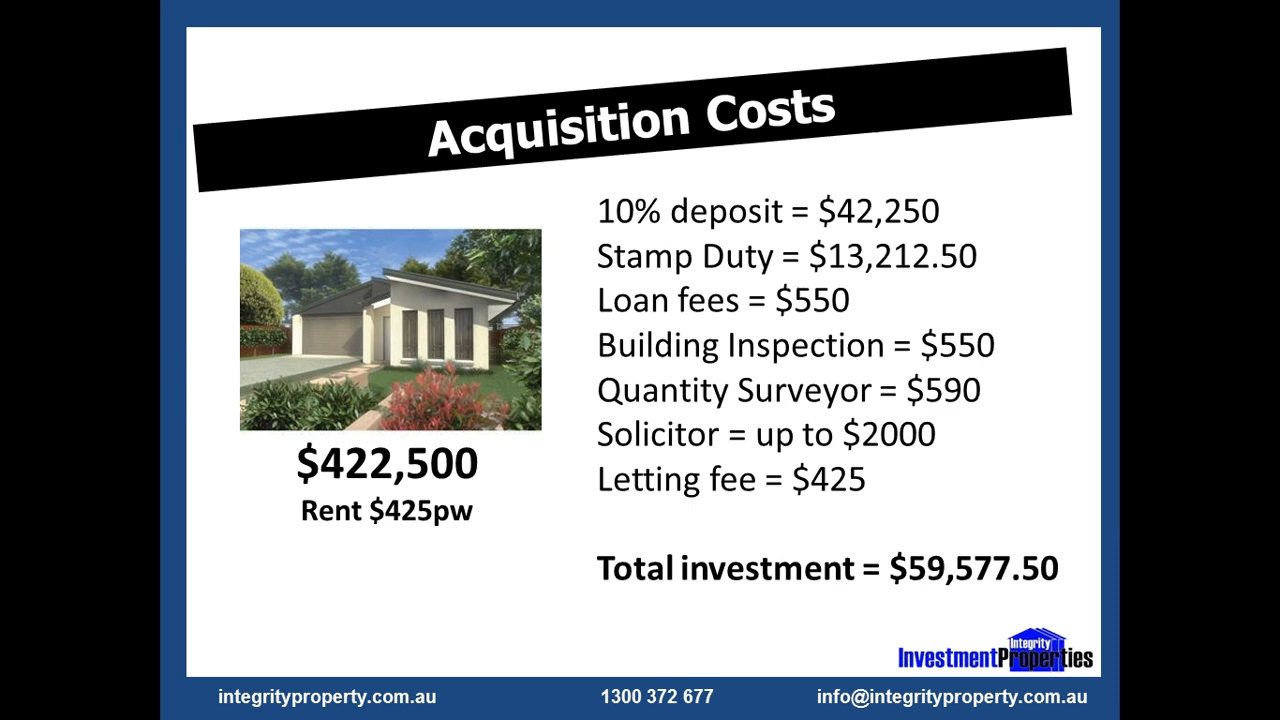 Acquisition Costs
10% deposit = $42,250
Stamp Duty = $13,212.50
Loan fees = $550
Building Inspection = $550
Quantity Surveyor = $590
Solicitor = up to $2000
Letting fee = $425
Total investment = $59,577.50
$422,500
Rent $425pw
Integrity
InvestmentProperties
integrityproperty.com.au
1300 372 677
info@integrityproperty.com.au